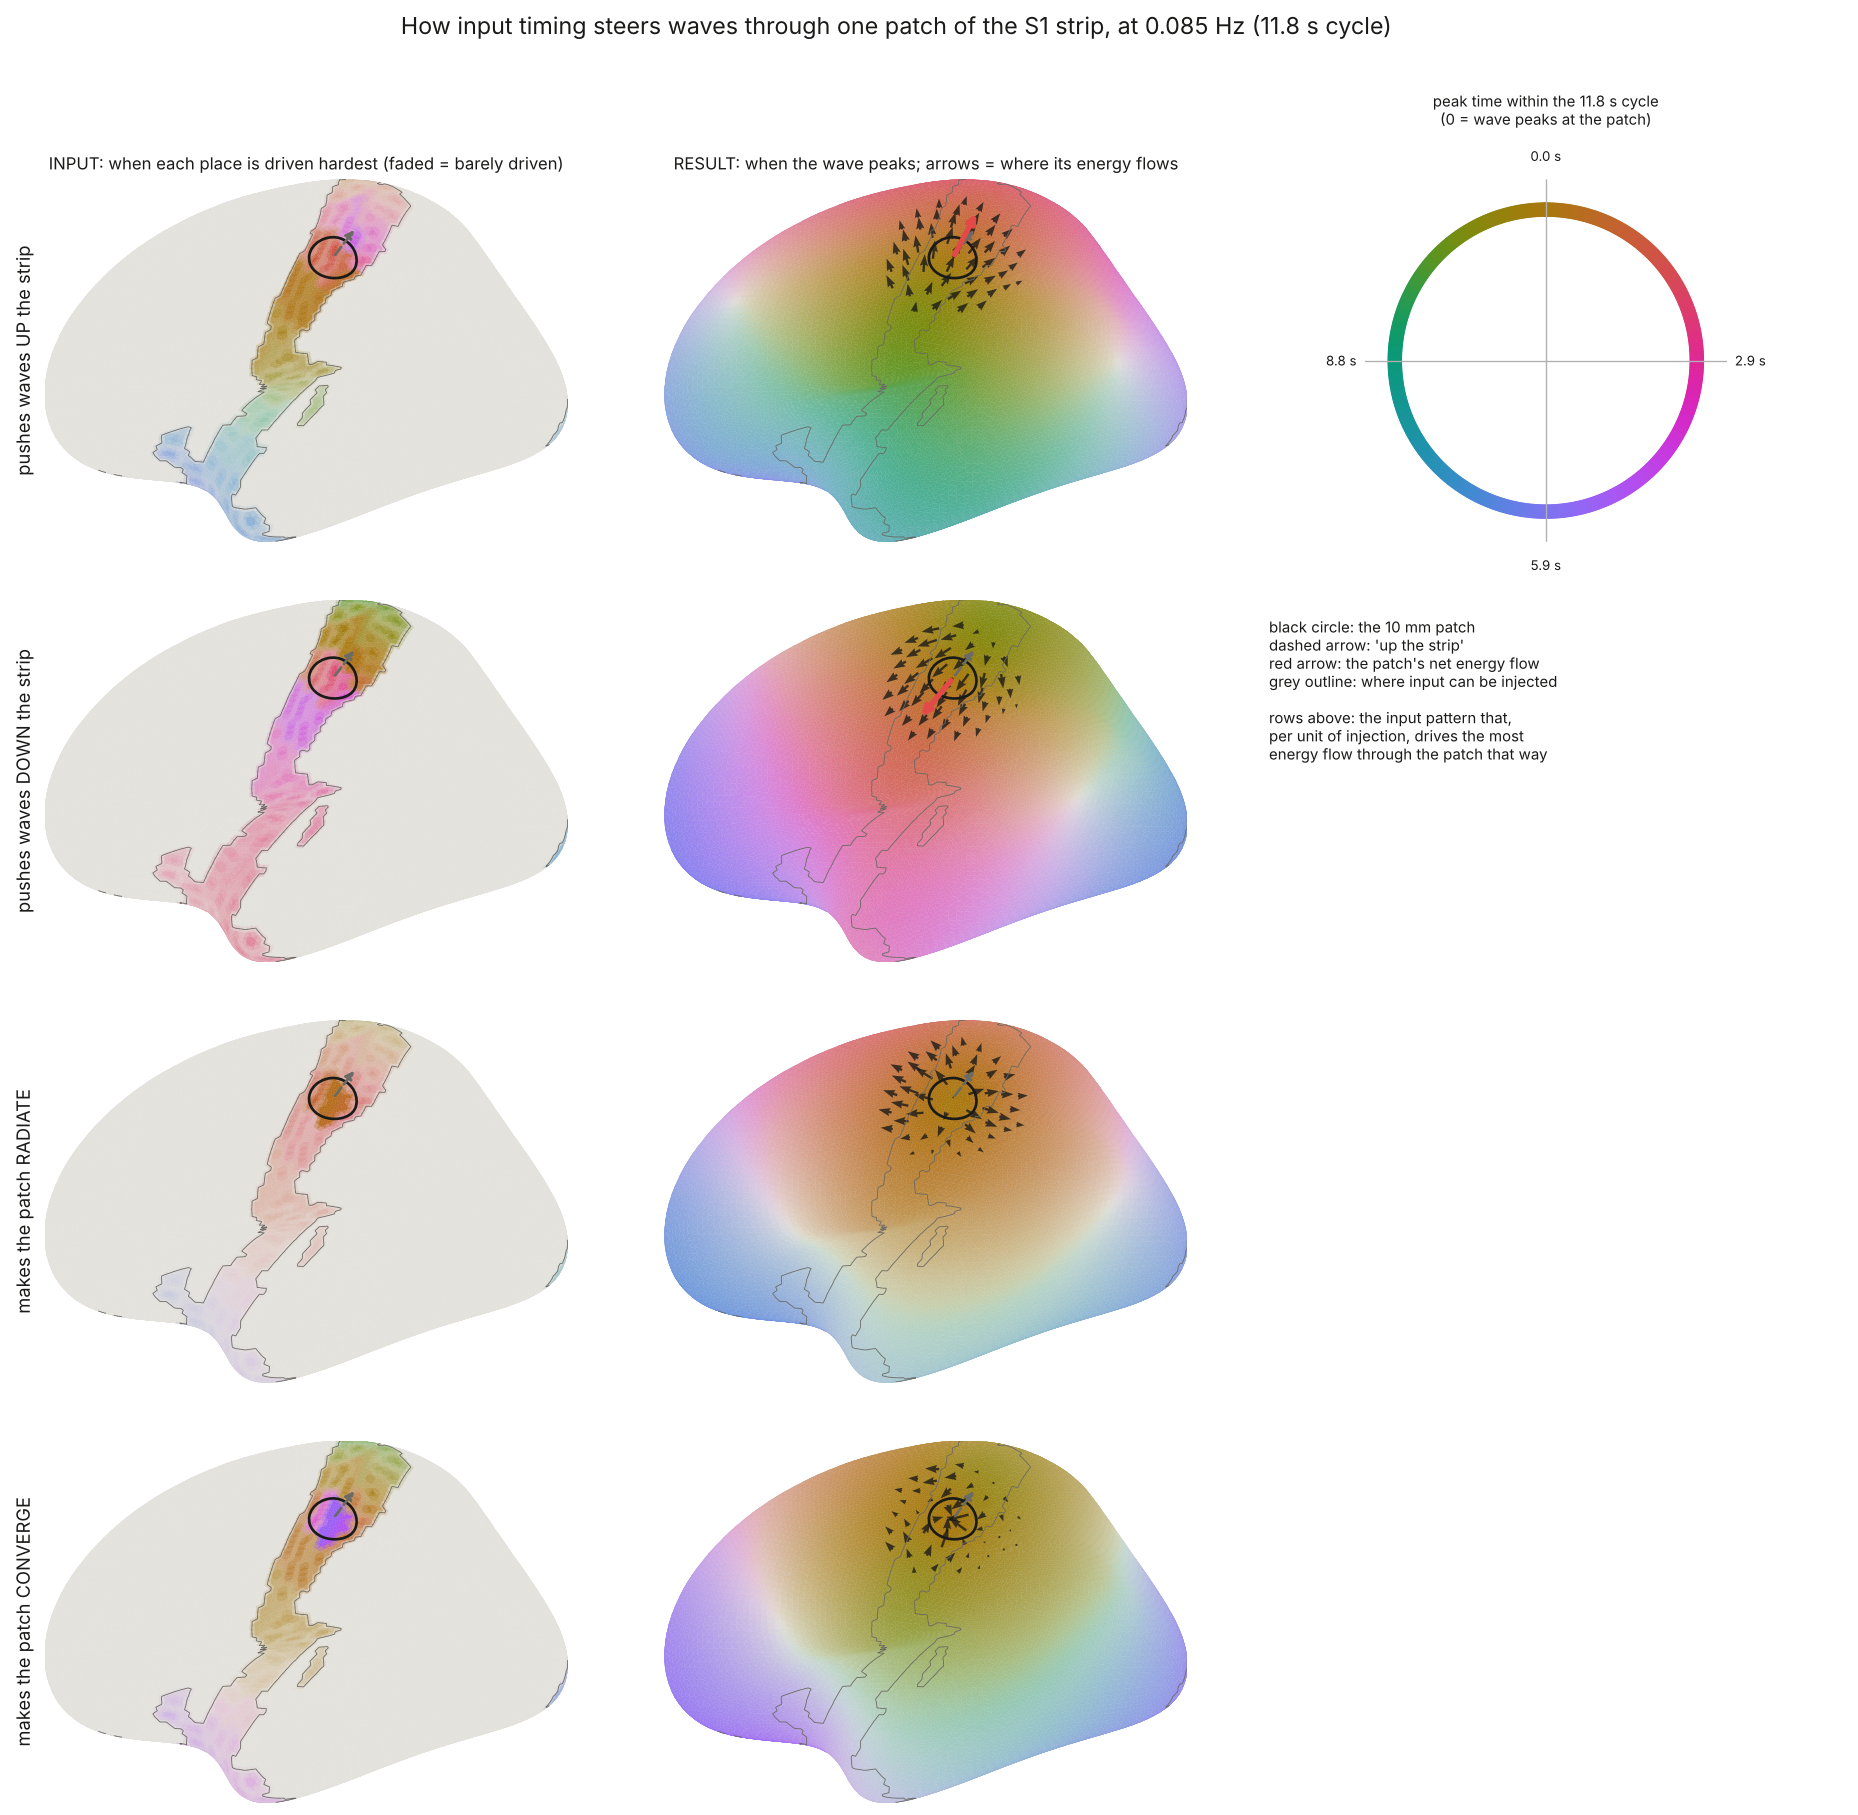 How input timing steers waves through one patch of the S1 strip, at 0.085 Hz (11.8 s cycle)
peak time within the 11.8 s cycle
(0 = wave peaks at the patch)
INPUT: when each place is driven hardest (faded = barely driven)
RESULT: when the wave peaks; arrows = where its energy flows
0.0 s
8.8 s
2.9 s
5.9 s
pushes waves UP the strip
black circle: the 10 mm patch
dashed arrow: 'up the strip'
red arrow: the patch's net energy flow
grey outline: where input can be injected
rows above: the input pattern that,
per unit of injection, drives the most
energy flow through the patch that way
pushes waves DOWN the strip
makes the patch RADIATE
makes the patch CONVERGE